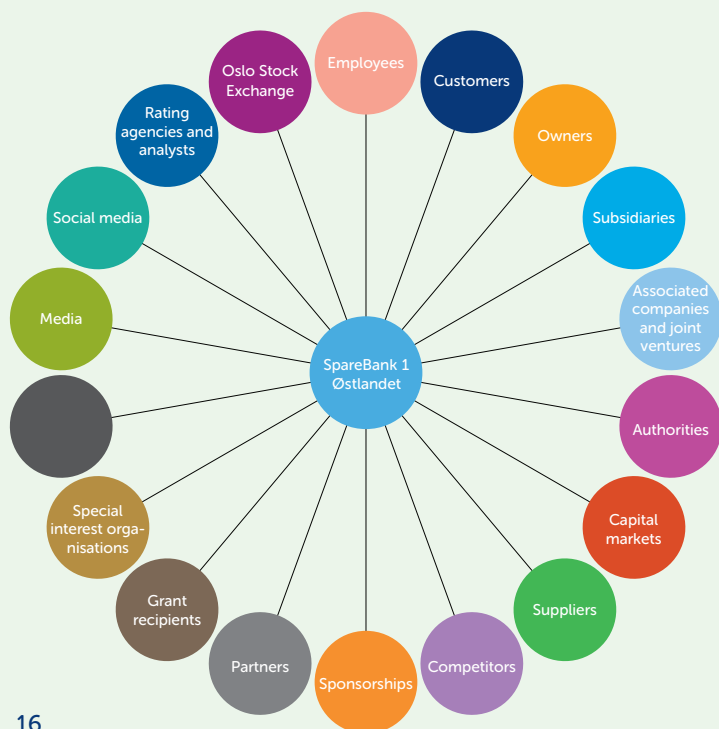 Employees
Customers
Owners
Subsidiaries
Associated
companies
and joint
ventures
Authorities
Capital
markets
Suppliers
Competitors
Sponsorships
Partners
Grant
recipients
Special
interest orga-
nisations
Media
Social media
Rating
agencies and
analysts
Oslo Stock
Exchange
SpareBank 1
Østlandet
16